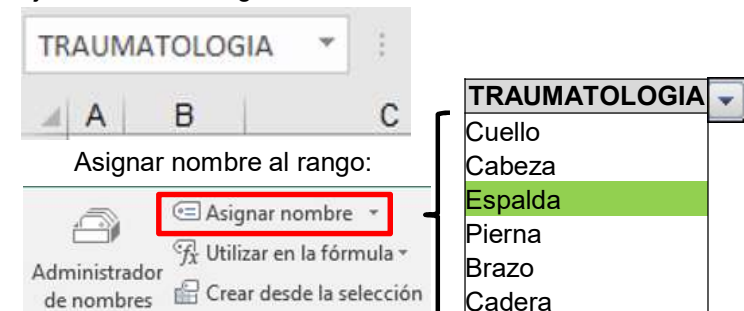 TRAUMATOLOGIA
A B C
Asignar nombre al rango:
Asignar nombre
Utilizar en la fórmula
Crear desde la selección
Administrador
de nombres
TRAUMATOLOGIA
Cuello
Cabeza
Espalda
Pierna
Brazo
Cadera